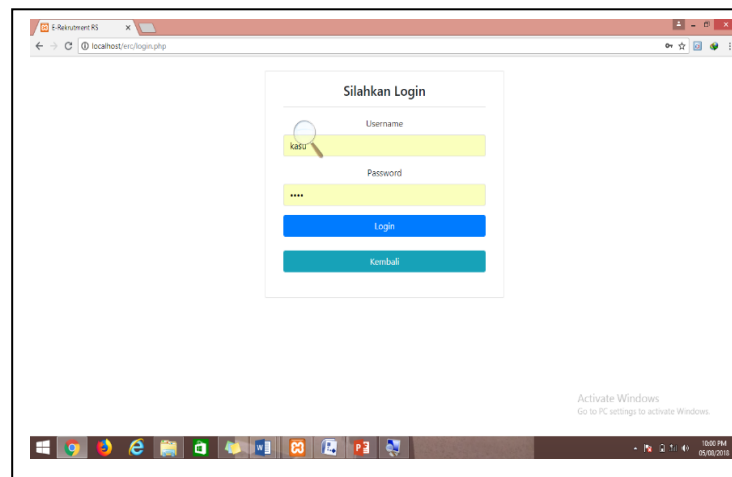 E-Rekrutment RS
localhost/erc/login.php
Silahkan Login
Username
kasu
Password
••••
Login
Kembali
Activate Windows
Go to PC settings to activate Windows.
10:00 PM
05/08/2018